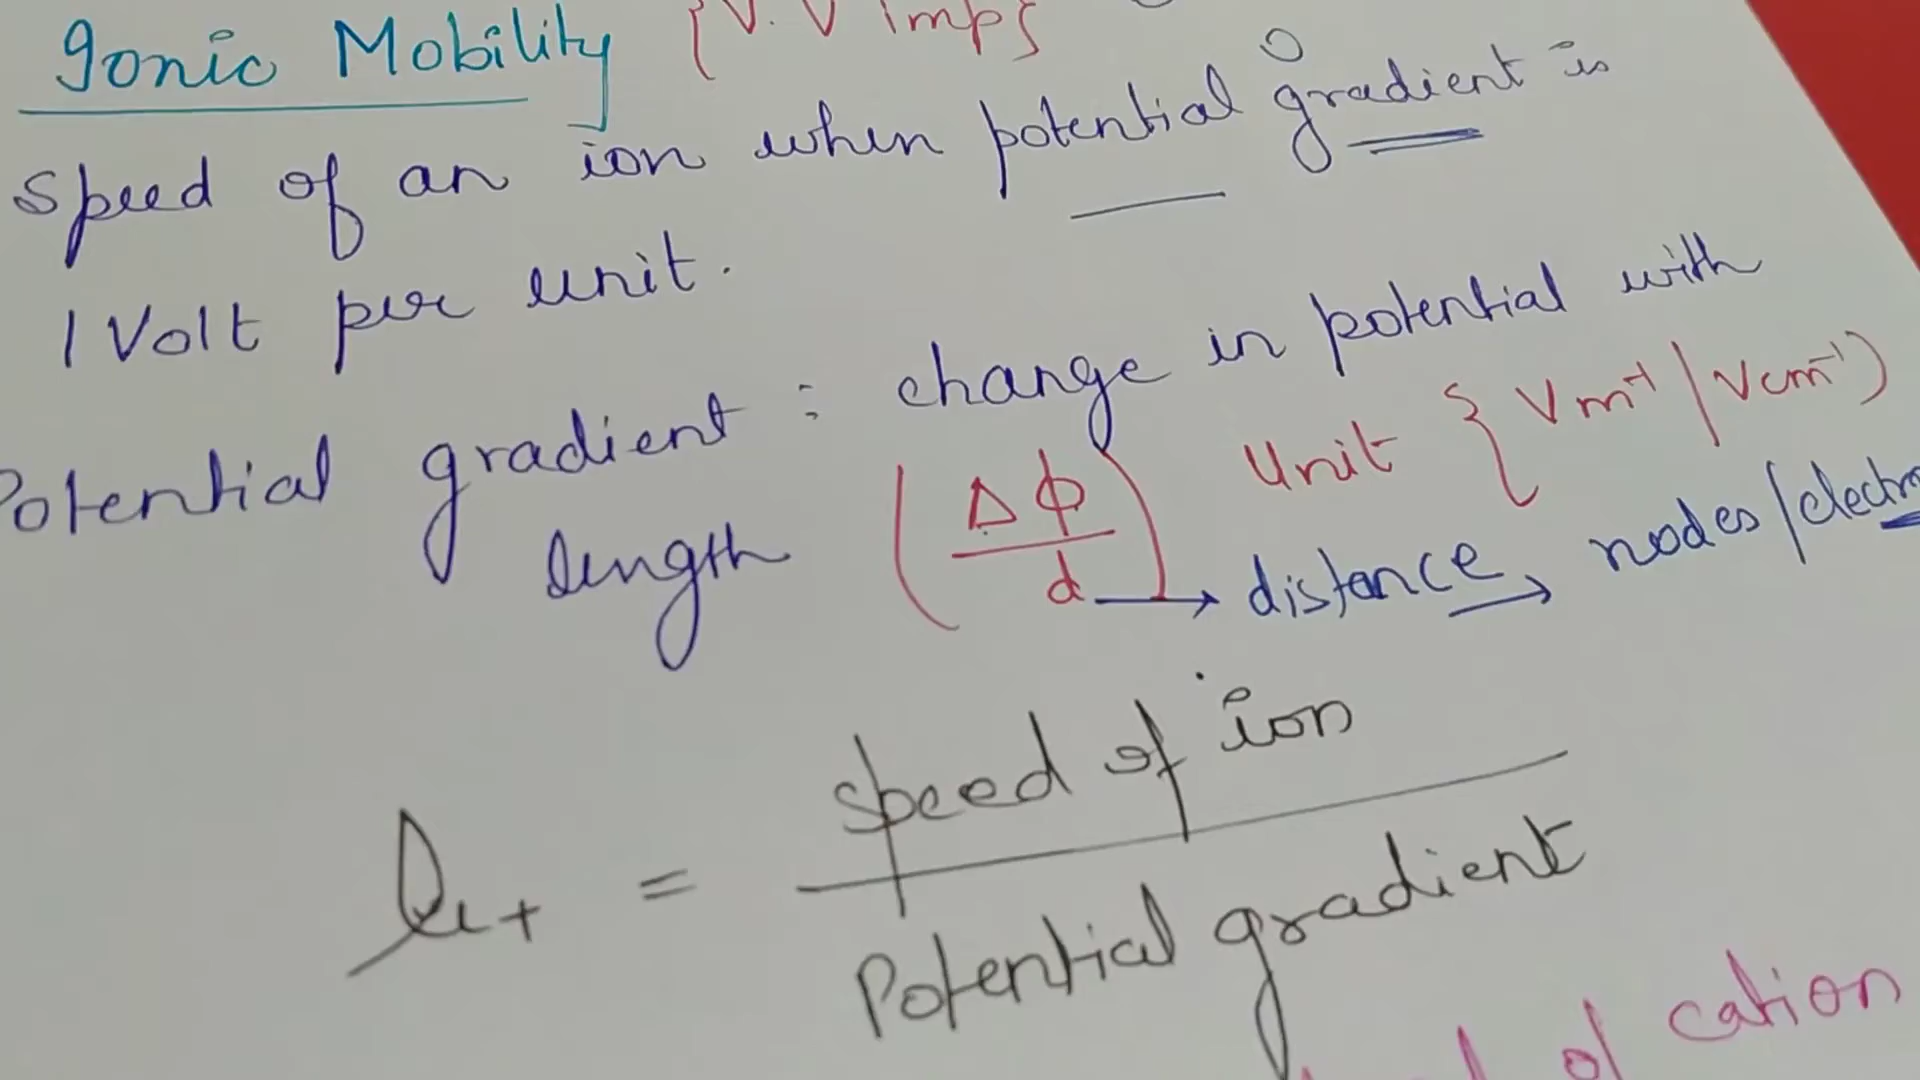 Ionic Mobility {V. V imp}
Speed of an ion when potential gradient is
1 Volt per unit.
Potential gradient : change in potential with
length (Δϕ/d) Unit {Vm⁻¹/Vcm⁻¹)
d → distance → nodes/electro
μ+ = speed of ion / Potential gradient
of cation